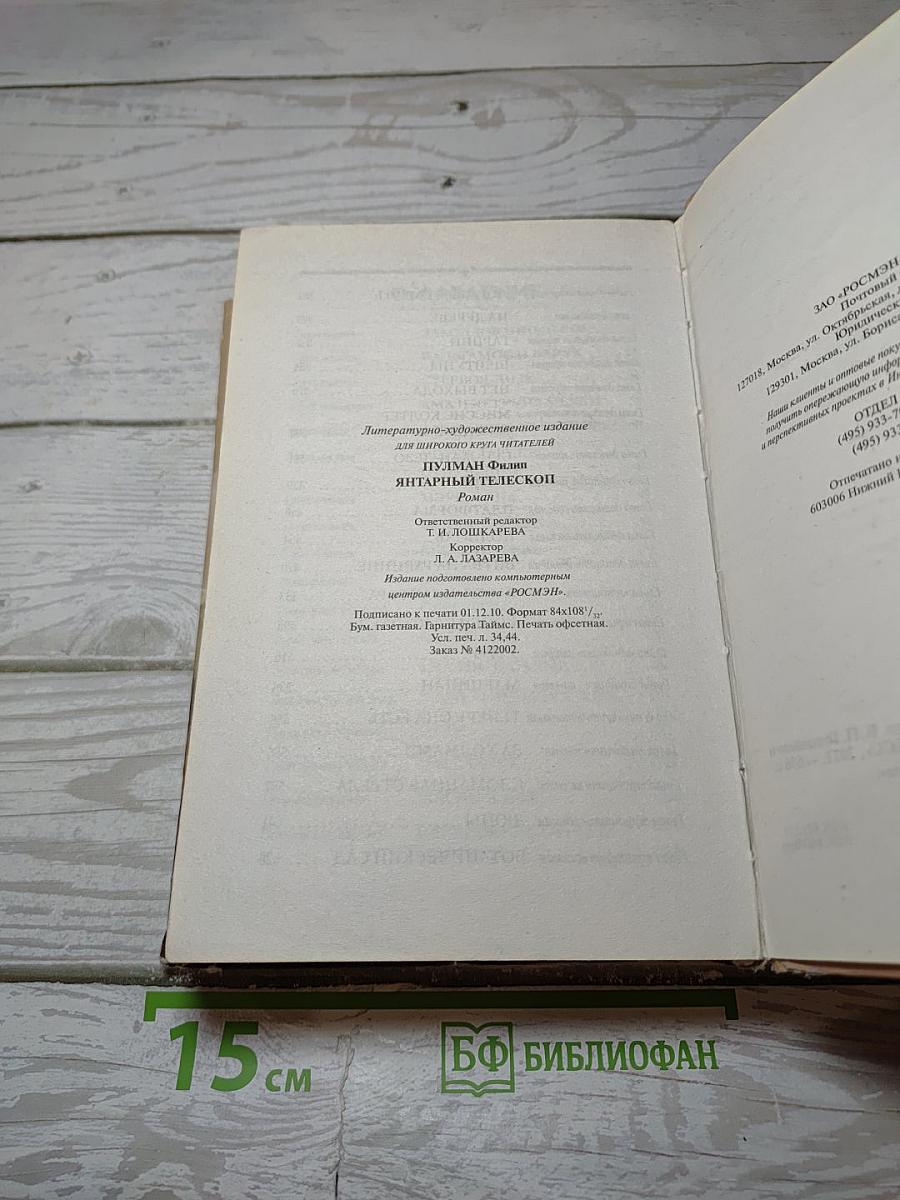 Литературно-художественное издание
ДЛЯ ШИРОКОГО КРУГА ЧИТАТЕЛЕЙ
ПУЛМАН Филип
ЯНТАРНЫЙ ТЕЛЕСКОП
Роман
Ответственный редактор
Т. И. ЛОШКАРЕВА
Корректор
Л. А. ЛАЗАРЕВА
Издание подготовлено компьютерным
центром издательства «РОСМЭН».
Подписано к печати 01.12.10. Формат 84х108¹/₃₂.
Бум. газетная. Гарнитура Таймс. Печать офсетная.
Усл. печ. л. 34,44.
Заказ № 4122002.
ЗАО «РОСМЭН
Почтовый
127018, Москва, ул. Октябрьская, д
Юридическ
129301, Москва, ул. Бориса
Наши клиенты и оптовые поку
получить опережающую инфор
и перспективных проектах в Ин
ОТДЕЛ
(495) 933-7
(495) 933
Отпечатано
603006 Нижний
15 см
БФ БИБЛИОФАН